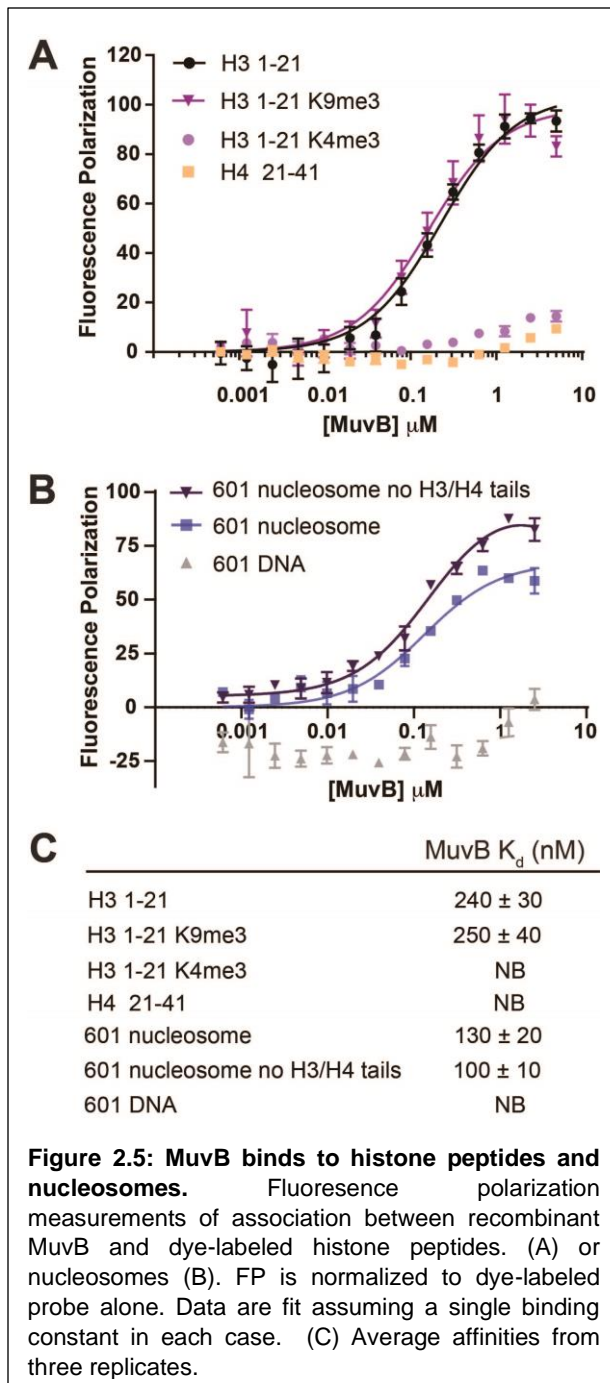 A
H3 1-21
H3 1-21 K9me3
H3 1-21 K4me3
H4 21-41
Fluorescence Polarization
120
100
80
60
40
20
0
0.001 0.01 0.1 1 10
[MuvB] μM
B
601 nucleosome no H3/H4 tails
601 nucleosome
601 DNA
Fluorescence Polarization
100
75
50
25
0
-25
0.001 0.01 0.1 1 10
[MuvB] μM
C
MuvB Kd (nM)
H3 1-21 240 ± 30
H3 1-21 K9me3 250 ± 40
H3 1-21 K4me3 NB
H4 21-41 NB
601 nucleosome 130 ± 20
601 nucleosome no H3/H4 tails 100 ± 10
601 DNA NB
Figure 2.5: MuvB binds to histone peptides and
nucleosomes. Fluoresence polarization
measurements of association between recombinant
MuvB and dye-labeled histone peptides. (A) or
nucleosomes (B). FP is normalized to dye-labeled
probe alone. Data are fit assuming a single binding
constant in each case. (C) Average affinities from
three replicates.